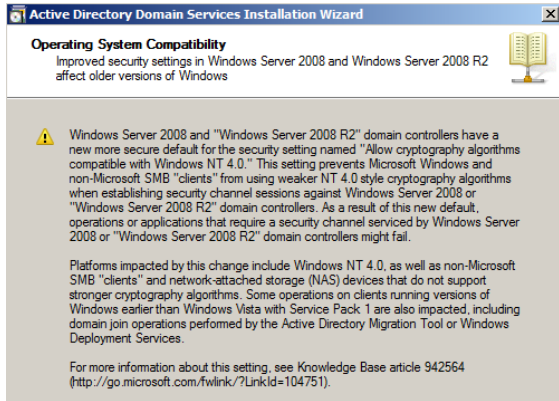 Active Directory Domain Services Installation Wizard
Operating System Compatibility
Improved security settings in Windows Server 2008 and Windows Server 2008 R2
affect older versions of Windows
Windows Server 2008 and "Windows Server 2008 R2" domain controllers have a
new more secure default for the security setting named "Allow cryptography algorithms
compatible with Windows NT 4.0." This setting prevents Microsoft Windows and
non-Microsoft SMB "clients" from using weaker NT 4.0 style cryptography algorithms
when establishing security channel sessions against Windows Server 2008 or
"Windows Server 2008 R2" domain controllers. As a result of this new default,
operations or applications that require a security channel serviced by Windows Server
2008 or "Windows Server 2008 R2" domain controllers might fail.
Platforms impacted by this change include Windows NT 4.0, as well as non-Microsoft
SMB "clients" and network-attached storage (NAS) devices that do not support
stronger cryptography algorithms. Some operations on clients running versions of
Windows earlier than Windows Vista with Service Pack 1 are also impacted, including
domain join operations performed by the Active Directory Migration Tool or Windows
Deployment Services.
For more information about this setting, see Knowledge Base article 942564
(http://go.microsoft.com/fwlink/?LinkId=104751).